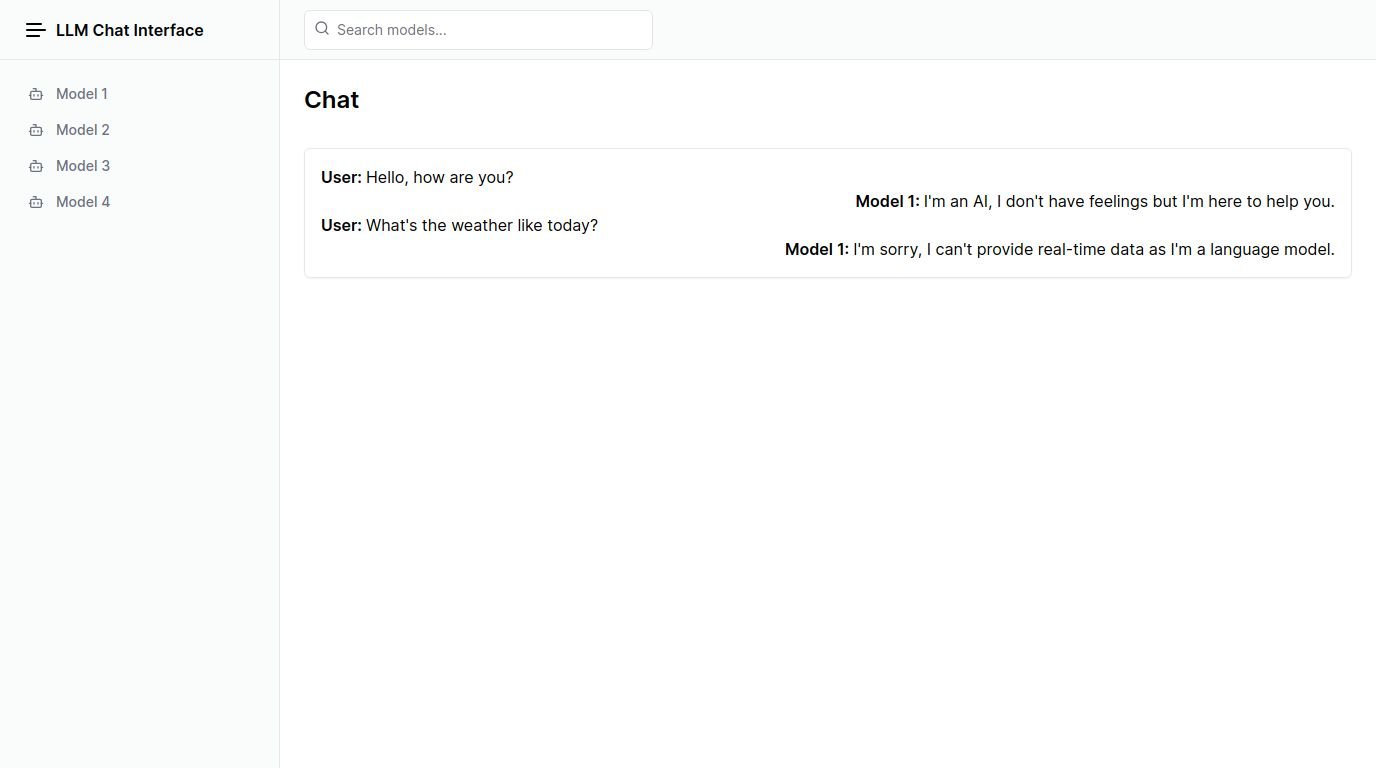 LLM Chat Interface
Search models...
Model 1
Model 2
Model 3
Model 4
Chat
User: Hello, how are you?
Model 1: I'm an AI, I don't have feelings but I'm here to help you.
User: What's the weather like today?
Model 1: I'm sorry, I can't provide real-time data as I'm a language model.